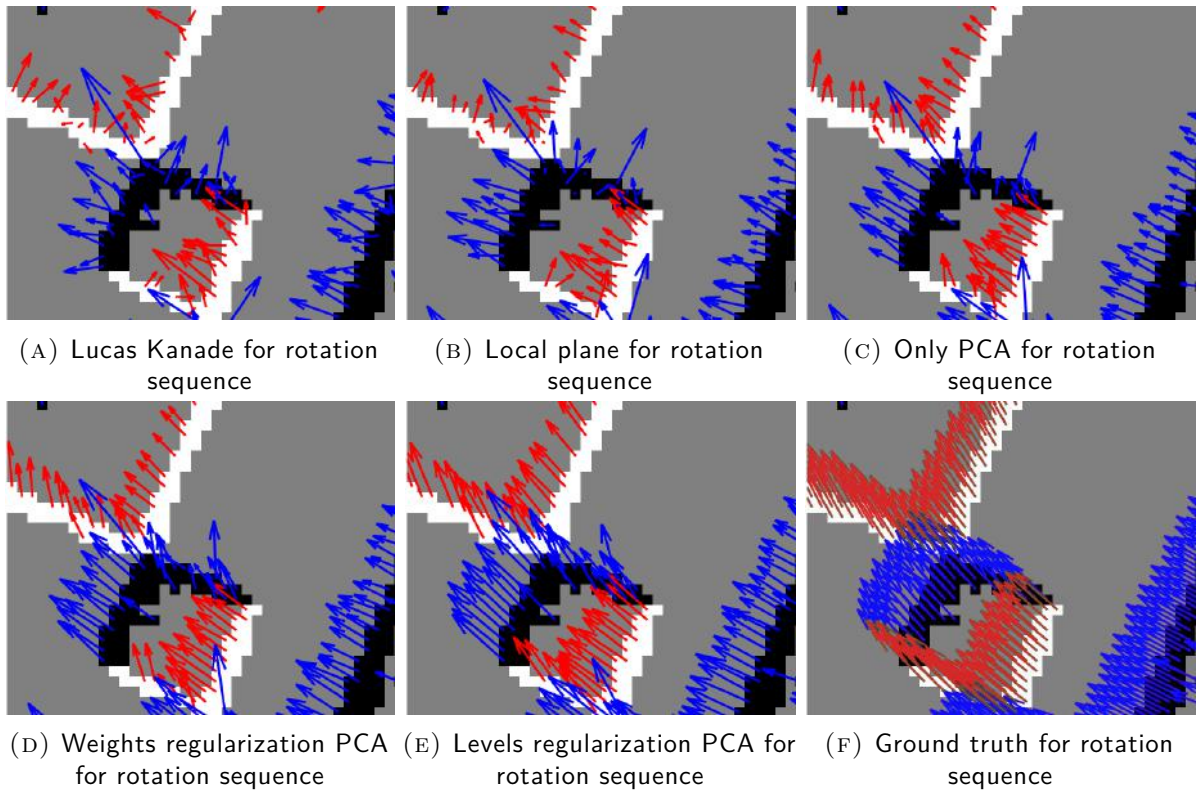 (A) Lucas Kanade for rotation
sequence
(B) Local plane for rotation
sequence
(C) Only PCA for rotation
sequence
(D) Weights regularization PCA
for rotation sequence
(E) Levels regularization PCA for
rotation sequence
(F) Ground truth for rotation
sequence